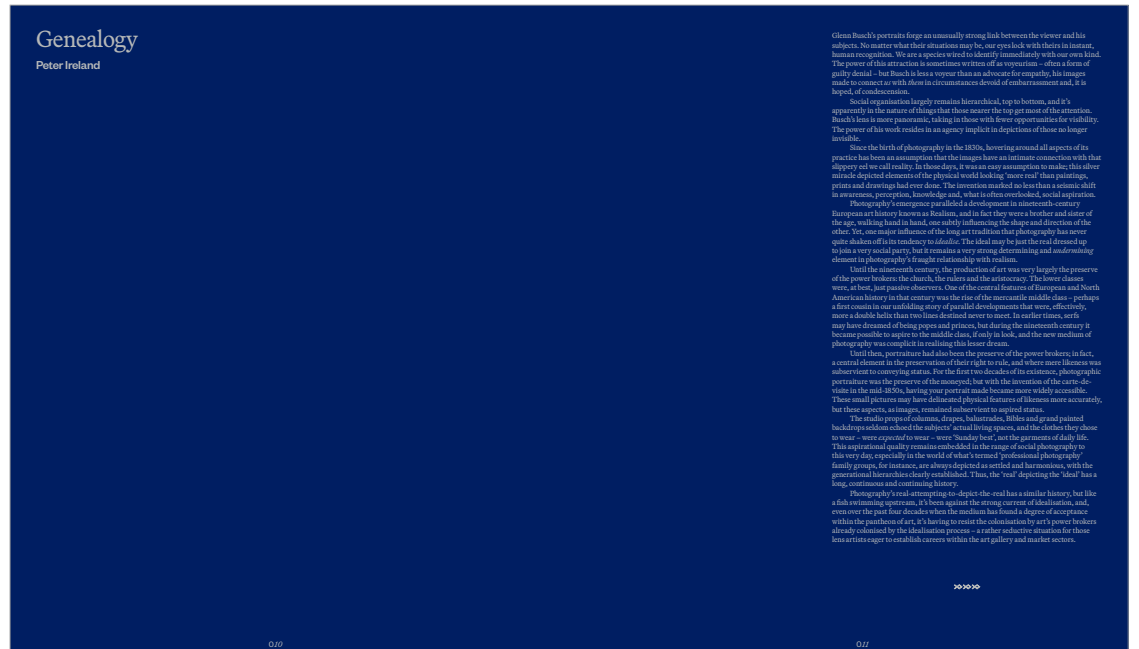 Genealogy
Peter Ireland
Glenn Busch's portraits forge an unusually strong link between the viewer and his
subjects. No matter what their situations may be, our eyes lock with theirs in instant,
human recognition. We are a species wired to identify immediately with our own kind.
The power of this attraction is sometimes written off as voyeurism – often a form of
guilty denial – but Busch is less a voyeur than an advocate for empathy, his images
made to connect us with them in circumstances devoid of embarrassment and, it is
hoped, of condescension.
Social organisation largely remains hierarchical, top to bottom, and it's
apparently in the nature of things that those nearer the top get most of the attention.
Busch's lens is more panoramic, taking in those with fewer opportunities for visibility.
The power of his work resides in an agency implicit in depictions of those no longer
invisible.
Since the birth of photography in the 1830s, hovering around all aspects of its
practice has been an assumption that the images have an intimate connection with that
slippery eel we call reality. In those days, it was an easy assumption to make; this silver
miracle depicted elements of the physical world looking 'more real' than paintings,
prints and drawings had ever done. The invention marked no less than a seismic shift
in awareness, perception, knowledge and, what is often overlooked, social aspiration.
Photography's emergence paralleled a development in nineteenth-century
European art history known as Realism, and in fact they were a brother and sister of
the age, walking hand in hand, one subtly influencing the shape and direction of the
other. Yet, one major influence of the long art tradition that photography has never
quite shaken off is its tendency to idealise. The ideal may be just the real dressed up
to join a very social party, but it remains a very strong determining and undermining
element in photography's fraught relationship with realism.
Until the nineteenth century, the production of art was very largely the preserve
of the power brokers: the church, the rulers and the aristocracy. The lower classes
were, at best, just passive observers. One of the central features of European and North
American history in that century was the rise of the mercantile middle class – perhaps
a first cousin in our unfolding story of parallel developments that were, effectively,
more a double helix than two lines destined never to meet. In earlier times, serfs
may have dreamed of being popes and princes, but during the nineteenth century it
became possible to aspire to the middle class, if only in look, and the new medium of
photography was complicit in realising this lesser dream.
Until then, portraiture had also been the preserve of the power brokers; in fact,
a central element in the preservation of their right to rule, and where mere likeness was
subservient to conveying status. For the first two decades of its existence, photographic
portraiture was the preserve of the moneyed; but with the invention of the carte-de-
visite in the mid-1850s, having your portrait made became more widely accessible.
These small pictures may have delineated physical features of likeness more accurately,
but these aspects, as images, remained subservient to aspired status.
The studio props of columns, drapes, balustrades, Bibles and grand painted
backdrops seldom echoed the subjects' actual living spaces, and the clothes they chose
to wear – were expected to wear – were 'Sunday best', not the garments of daily life.
This aspirational quality remains embedded in the range of social photography to
this very day, especially in the world of what's termed 'professional photography'
family groups, for instance, are always depicted as settled and harmonious, with the
generational hierarchies clearly established. Thus, the 'real' depicting the 'ideal' has a
long, continuous and continuing history.
Photography's real-attempting-to-depict-the-real has a similar history, but like
a fish swimming upstream, it's been against the strong current of idealisation, and,
even over the past four decades when the medium has found a degree of acceptance
within the pantheon of art, it's having to resist the colonisation by art's power brokers
already colonised by the idealisation process – a rather seductive situation for those
lens artists eager to establish careers within the art gallery and market sectors.
010
011